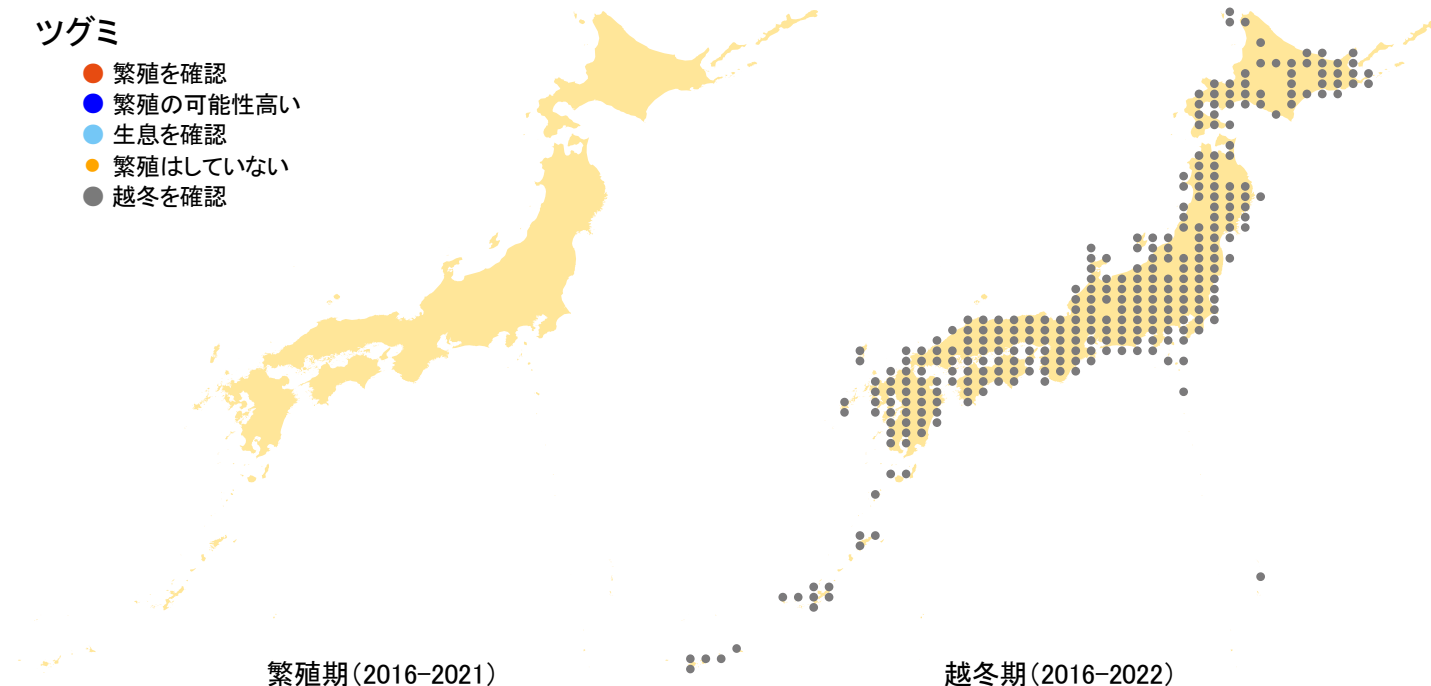 ツグミ
繁殖を確認
繁殖の可能性高い
生息を確認
繁殖はしていない
越冬を確認
繁殖期（2016-2021）
越冬期（2016-2022）